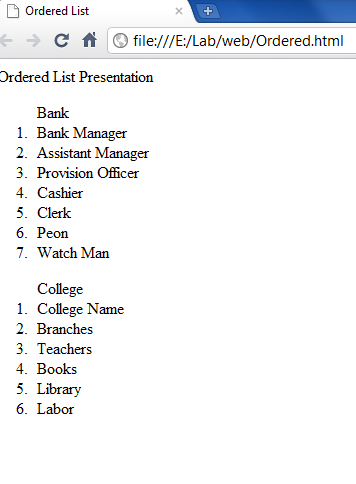 Ordered List
file:///E:/Lab/web/Ordered.html
Ordered List Presentation
Bank
1. Bank Manager
2. Assistant Manager
3. Provision Officer
4. Cashier
5. Clerk
6. Peon
7. Watch Man
College
1. College Name
2. Branches
3. Teachers
4. Books
5. Library
6. Labor